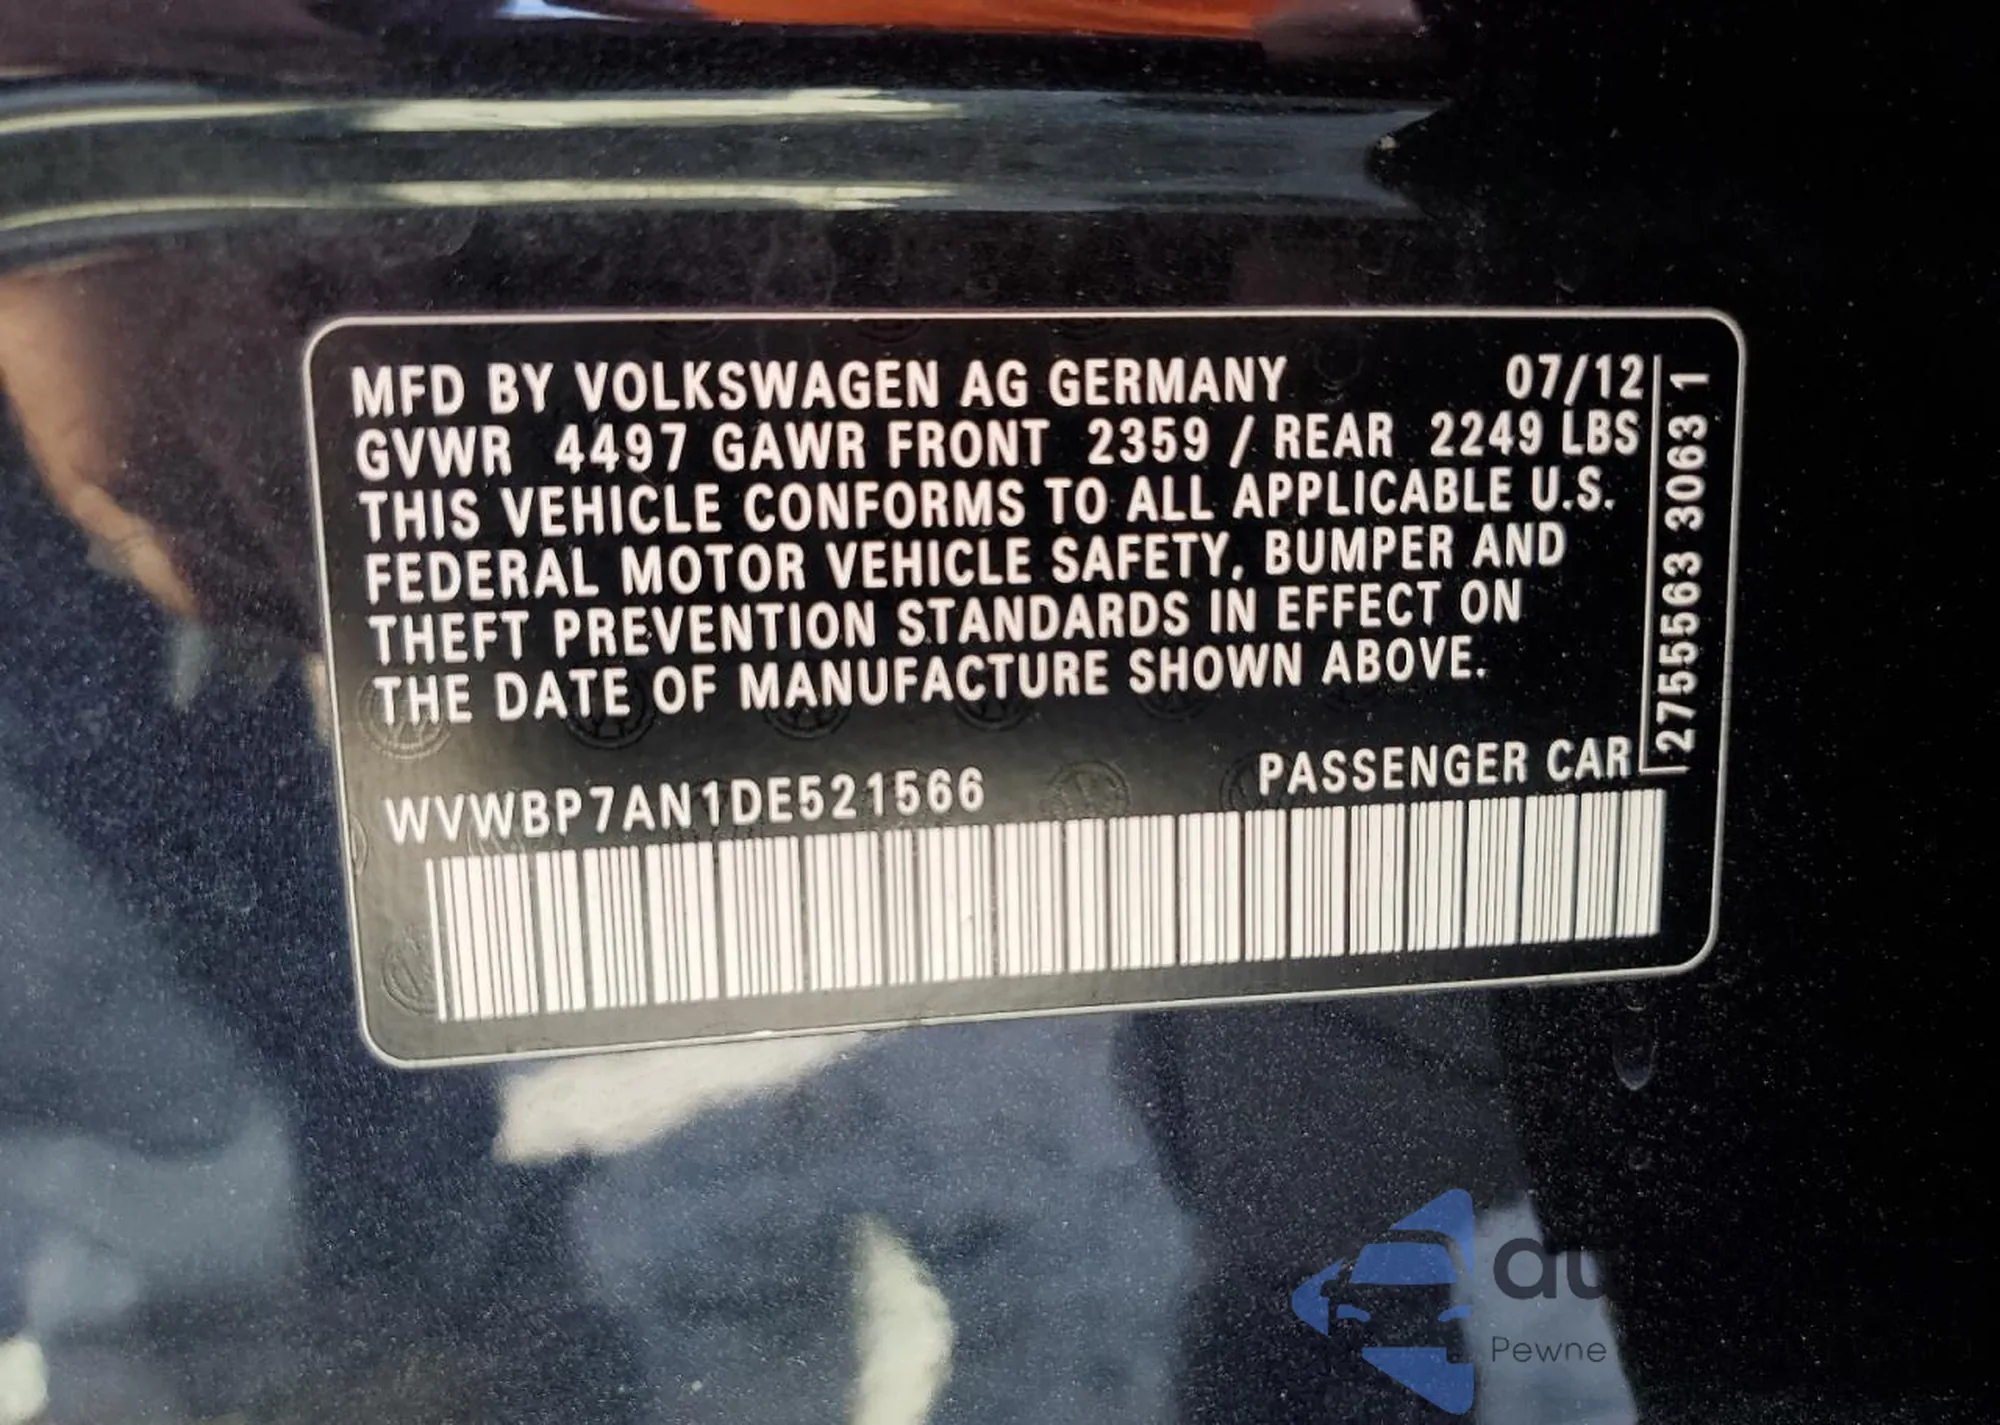 MFD BY VOLKSWAGEN AG GERMANY 07/12
GVWR 4497 GAWR FRONT 2359 / REAR 2249 LBS
THIS VEHICLE CONFORMS TO ALL APPLICABLE U.S.
FEDERAL MOTOR VEHICLE SAFETY, BUMPER AND
THEFT PREVENTION STANDARDS IN EFFECT ON
THE DATE OF MANUFACTURE SHOWN ABOVE.
WVWBP7AN1DE521566 PASSENGER CAR
2755563 3063 1
Pewne